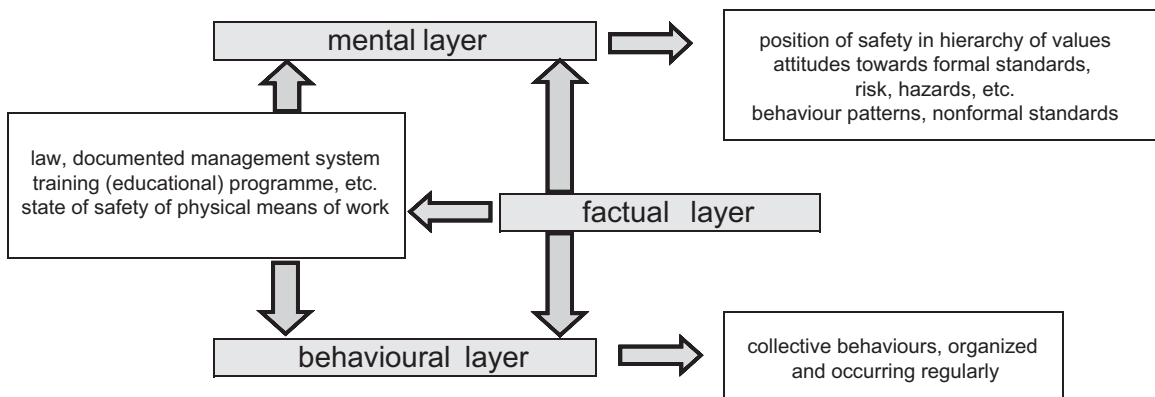 mental layer
position of safety in hierarchy of values
attitudes towards formal standards,
risk, hazards, etc.
behaviour patterns, nonformal standards
law, documented management system
training (educational) programme, etc.
state of safety of physical means of work
factual layer
behavioural layer
collective behaviours, organized
and occurring regularly